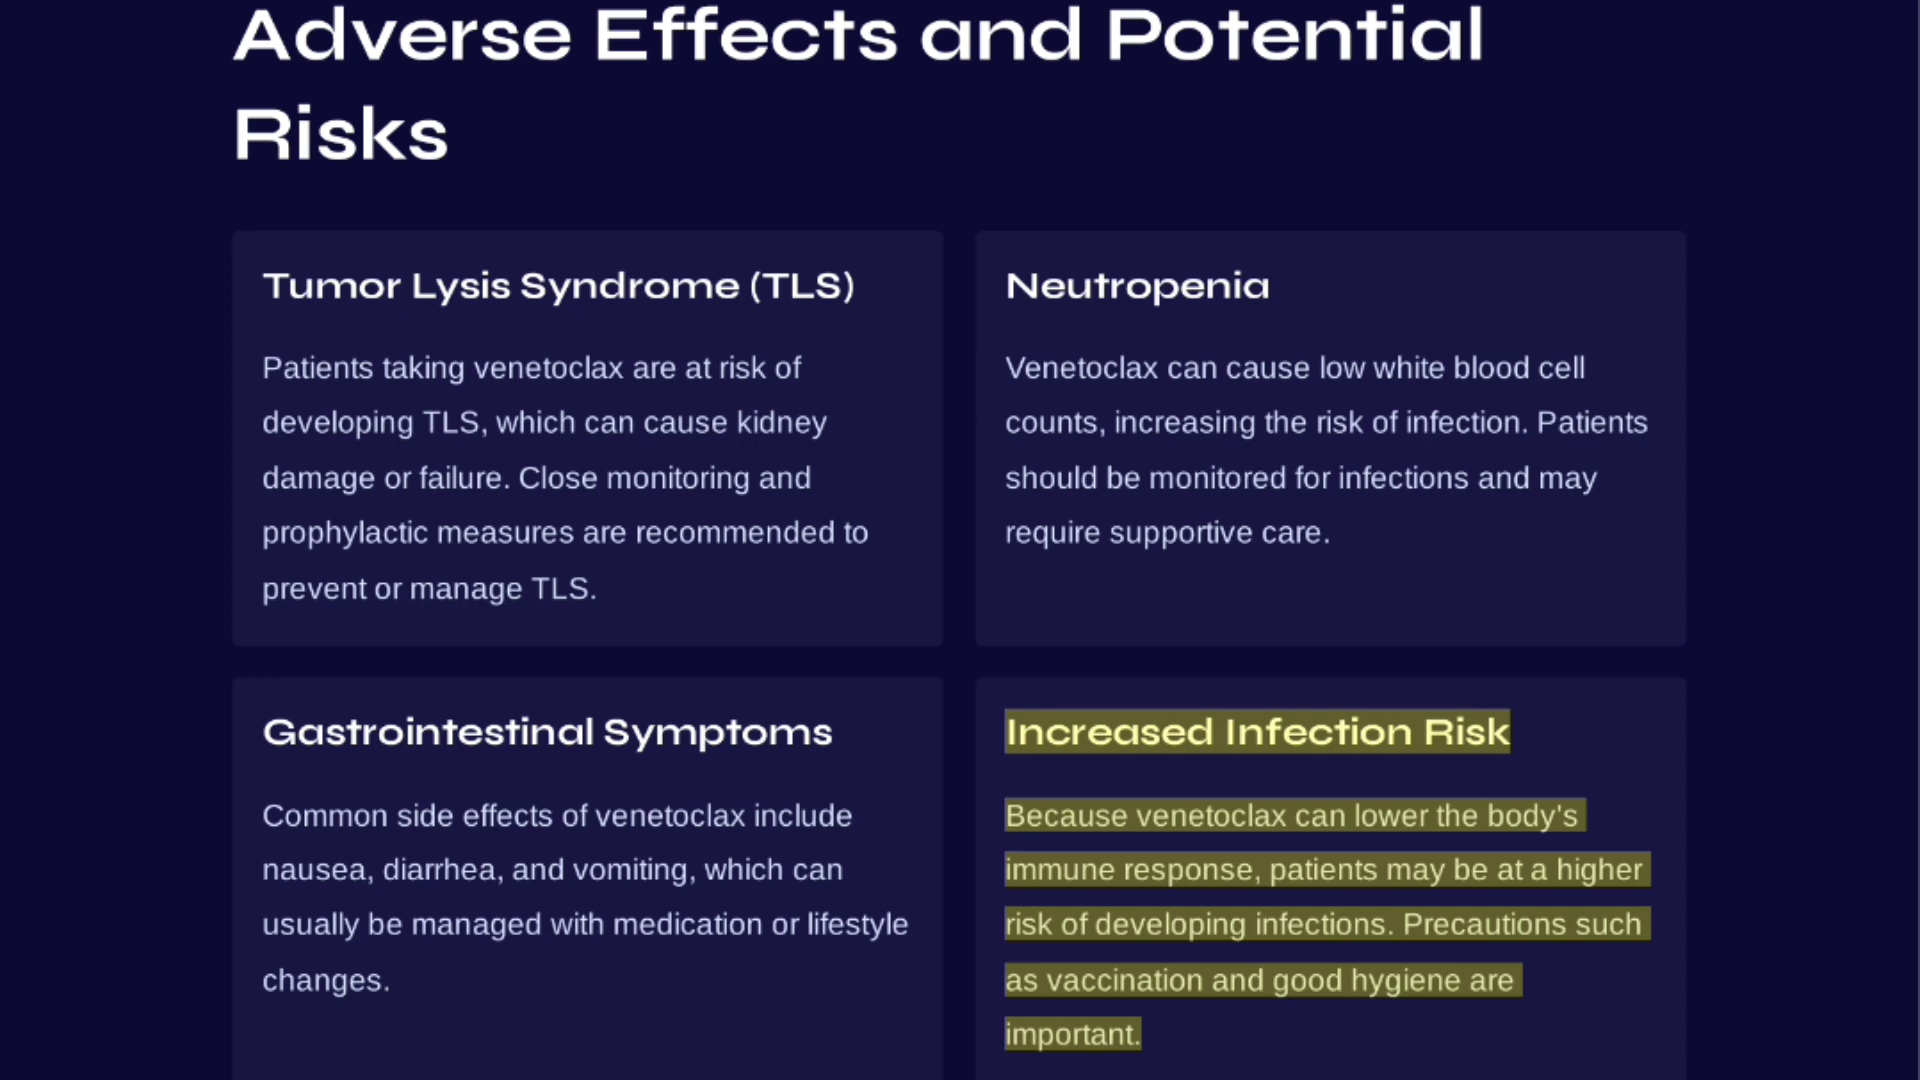 Adverse Effects and Potential
Risks
Tumor Lysis Syndrome (TLS)
Patients taking venetoclax are at risk of
developing TLS, which can cause kidney
damage or failure. Close monitoring and
prophylactic measures are recommended to
prevent or manage TLS.
Neutropenia
Venetoclax can cause low white blood cell
counts, increasing the risk of infection. Patients
should be monitored for infections and may
require supportive care.
Gastrointestinal Symptoms
Common side effects of venetoclax include
nausea, diarrhea, and vomiting, which can
usually be managed with medication or lifestyle
changes.
Increased Infection Risk
Because venetoclax can lower the body's
immune response, patients may be at a higher
risk of developing infections. Precautions such
as vaccination and good hygiene are
important.